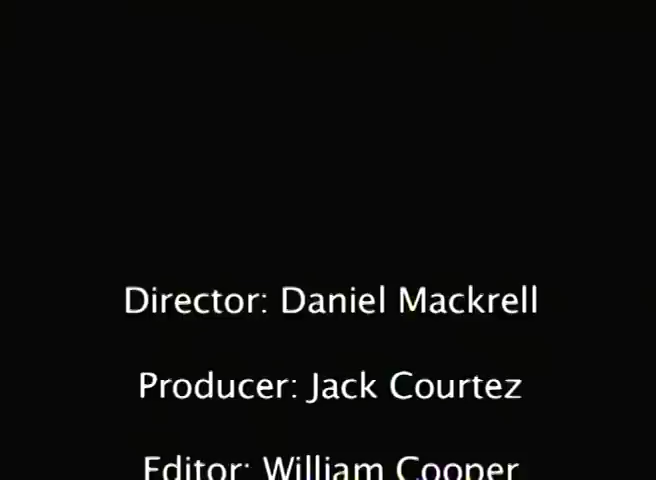 Director: Daniel Mackrell
Producer: Jack Courtez
Editor: William Cooper